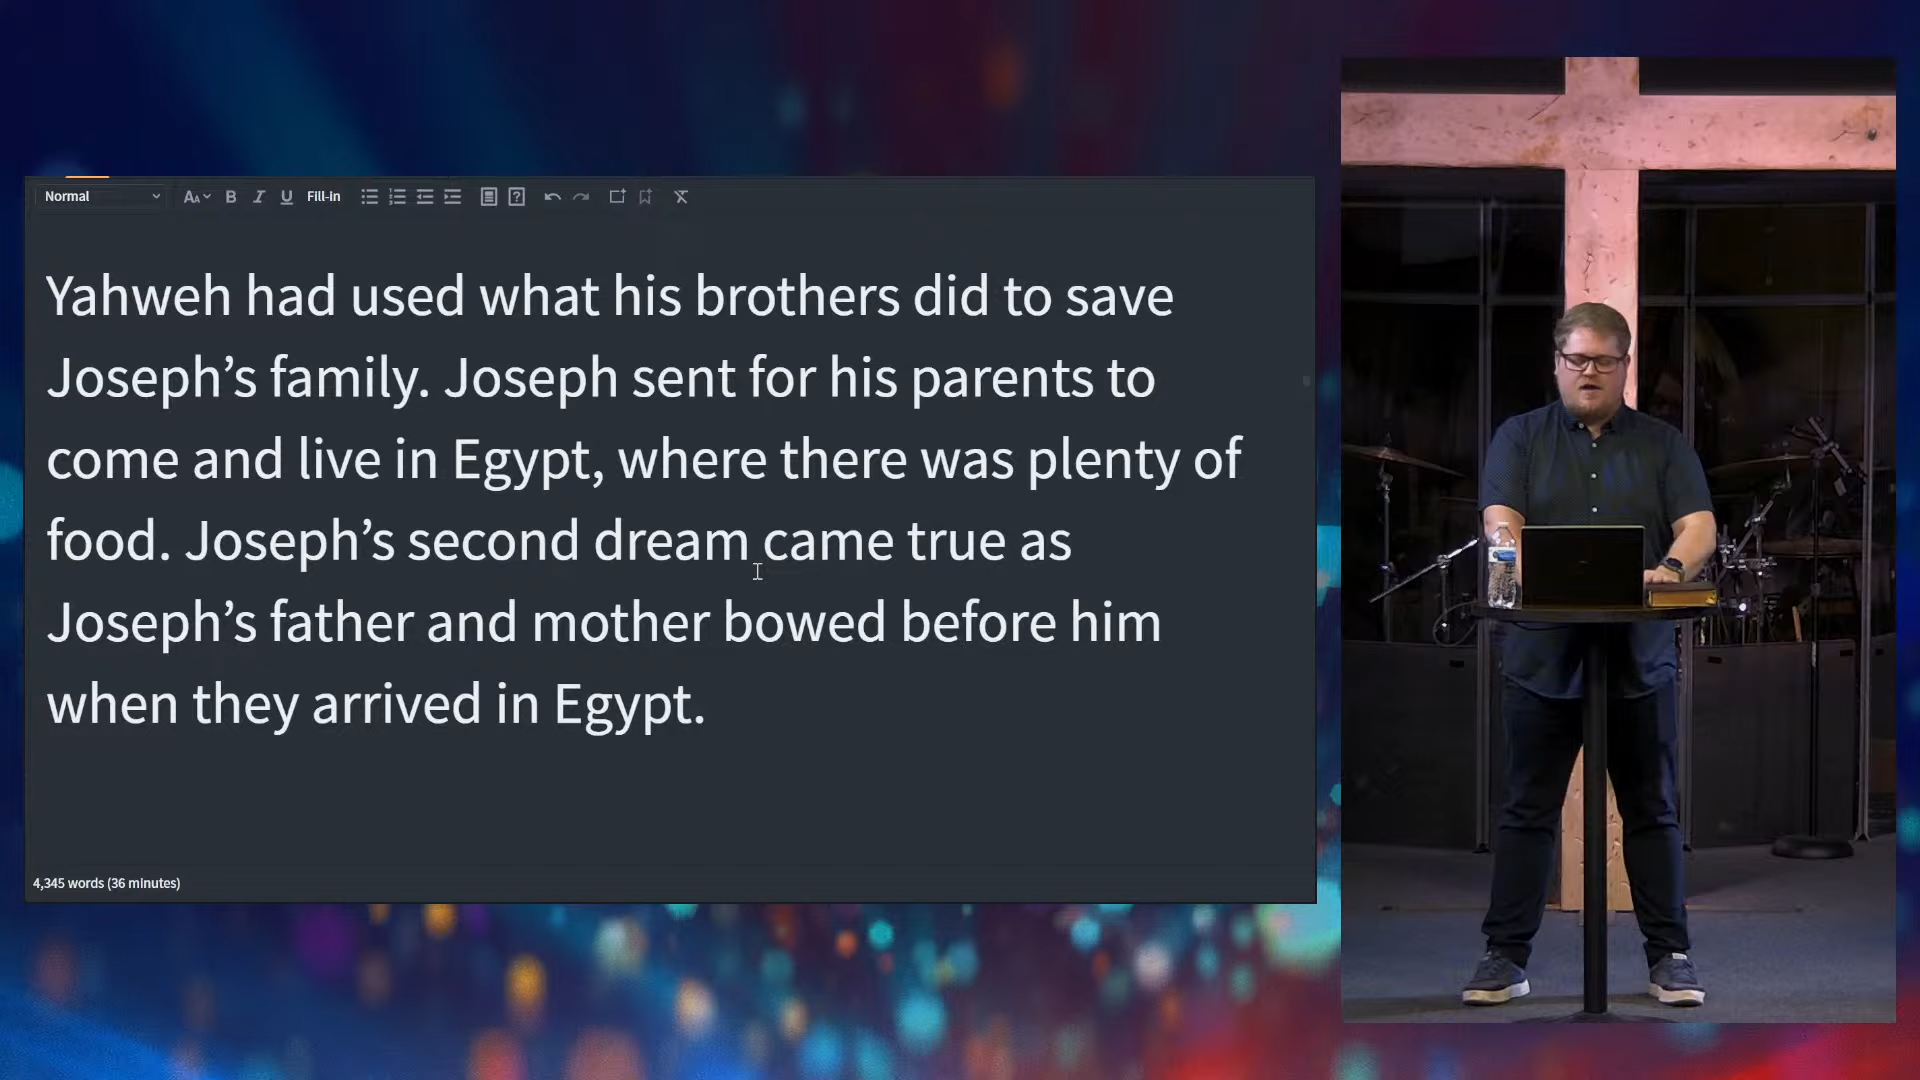 Normal
Fill-in
Yahweh had used what his brothers did to save
Joseph’s family. Joseph sent for his parents to
come and live in Egypt, where there was plenty of
food. Joseph’s second dream came true as
Joseph’s father and mother bowed before him
when they arrived in Egypt.
4,345 words (36 minutes)